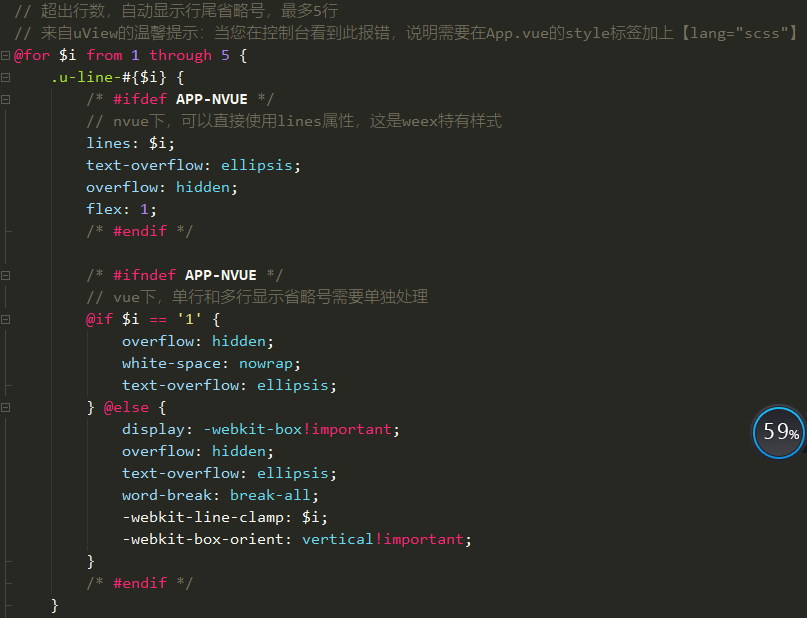 // 超出行数，自动显示行尾省略号，最多5行
// 来自uView的温馨提示：当您在控制台看到此报错，说明需要在App.vue的style标签加上【lang="scss"】
@for $i from 1 through 5 {
.u-line-#{$i} {
/* #ifdef APP-NVUE */
// nvue下，可以直接使用lines属性，这是weex特有样式
lines: $i;
text-overflow: ellipsis;
overflow: hidden;
flex: 1;
/* #endif */
/* #ifndef APP-NVUE */
// vue下，单行和多行显示省略号需要单独处理
@if $i == '1' {
overflow: hidden;
white-space: nowrap;
text-overflow: ellipsis;
} @else {
display: -webkit-box!important;
overflow: hidden;
text-overflow: ellipsis;
word-break: break-all;
-webkit-line-clamp: $i;
-webkit-box-orient: vertical!important;
}
/* #endif */
}
59%